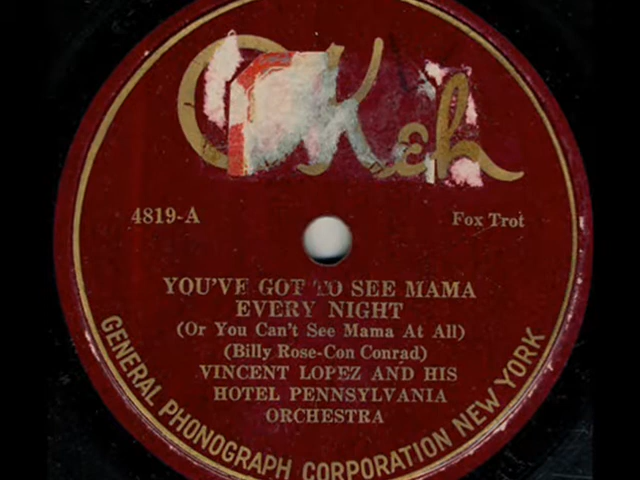 OKeh
4819-A
Fox Trot
YOU'VE GOT TO SEE MAMA
EVERY NIGHT
(Or You Can't See Mama At All)
(Billy Rose-Con Conrad)
VINCENT LOPEZ AND HIS
HOTEL PENNSYLVANIA
ORCHESTRA
GENERAL PHONOGRAPH CORPORATION NEW YORK